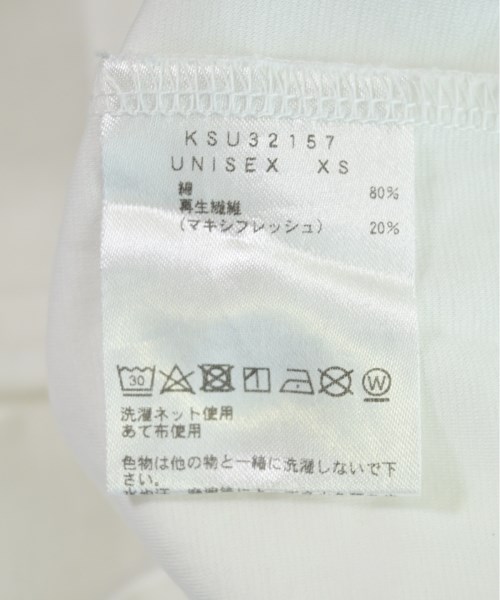 KSU32157
UNISEX XS
綿 80%
再生繊維
(マキシフレッシュ) 20%
30 W
洗濯ネット使用
あて布使用
色物は他の物と一緒に洗濯しないで下
さい。